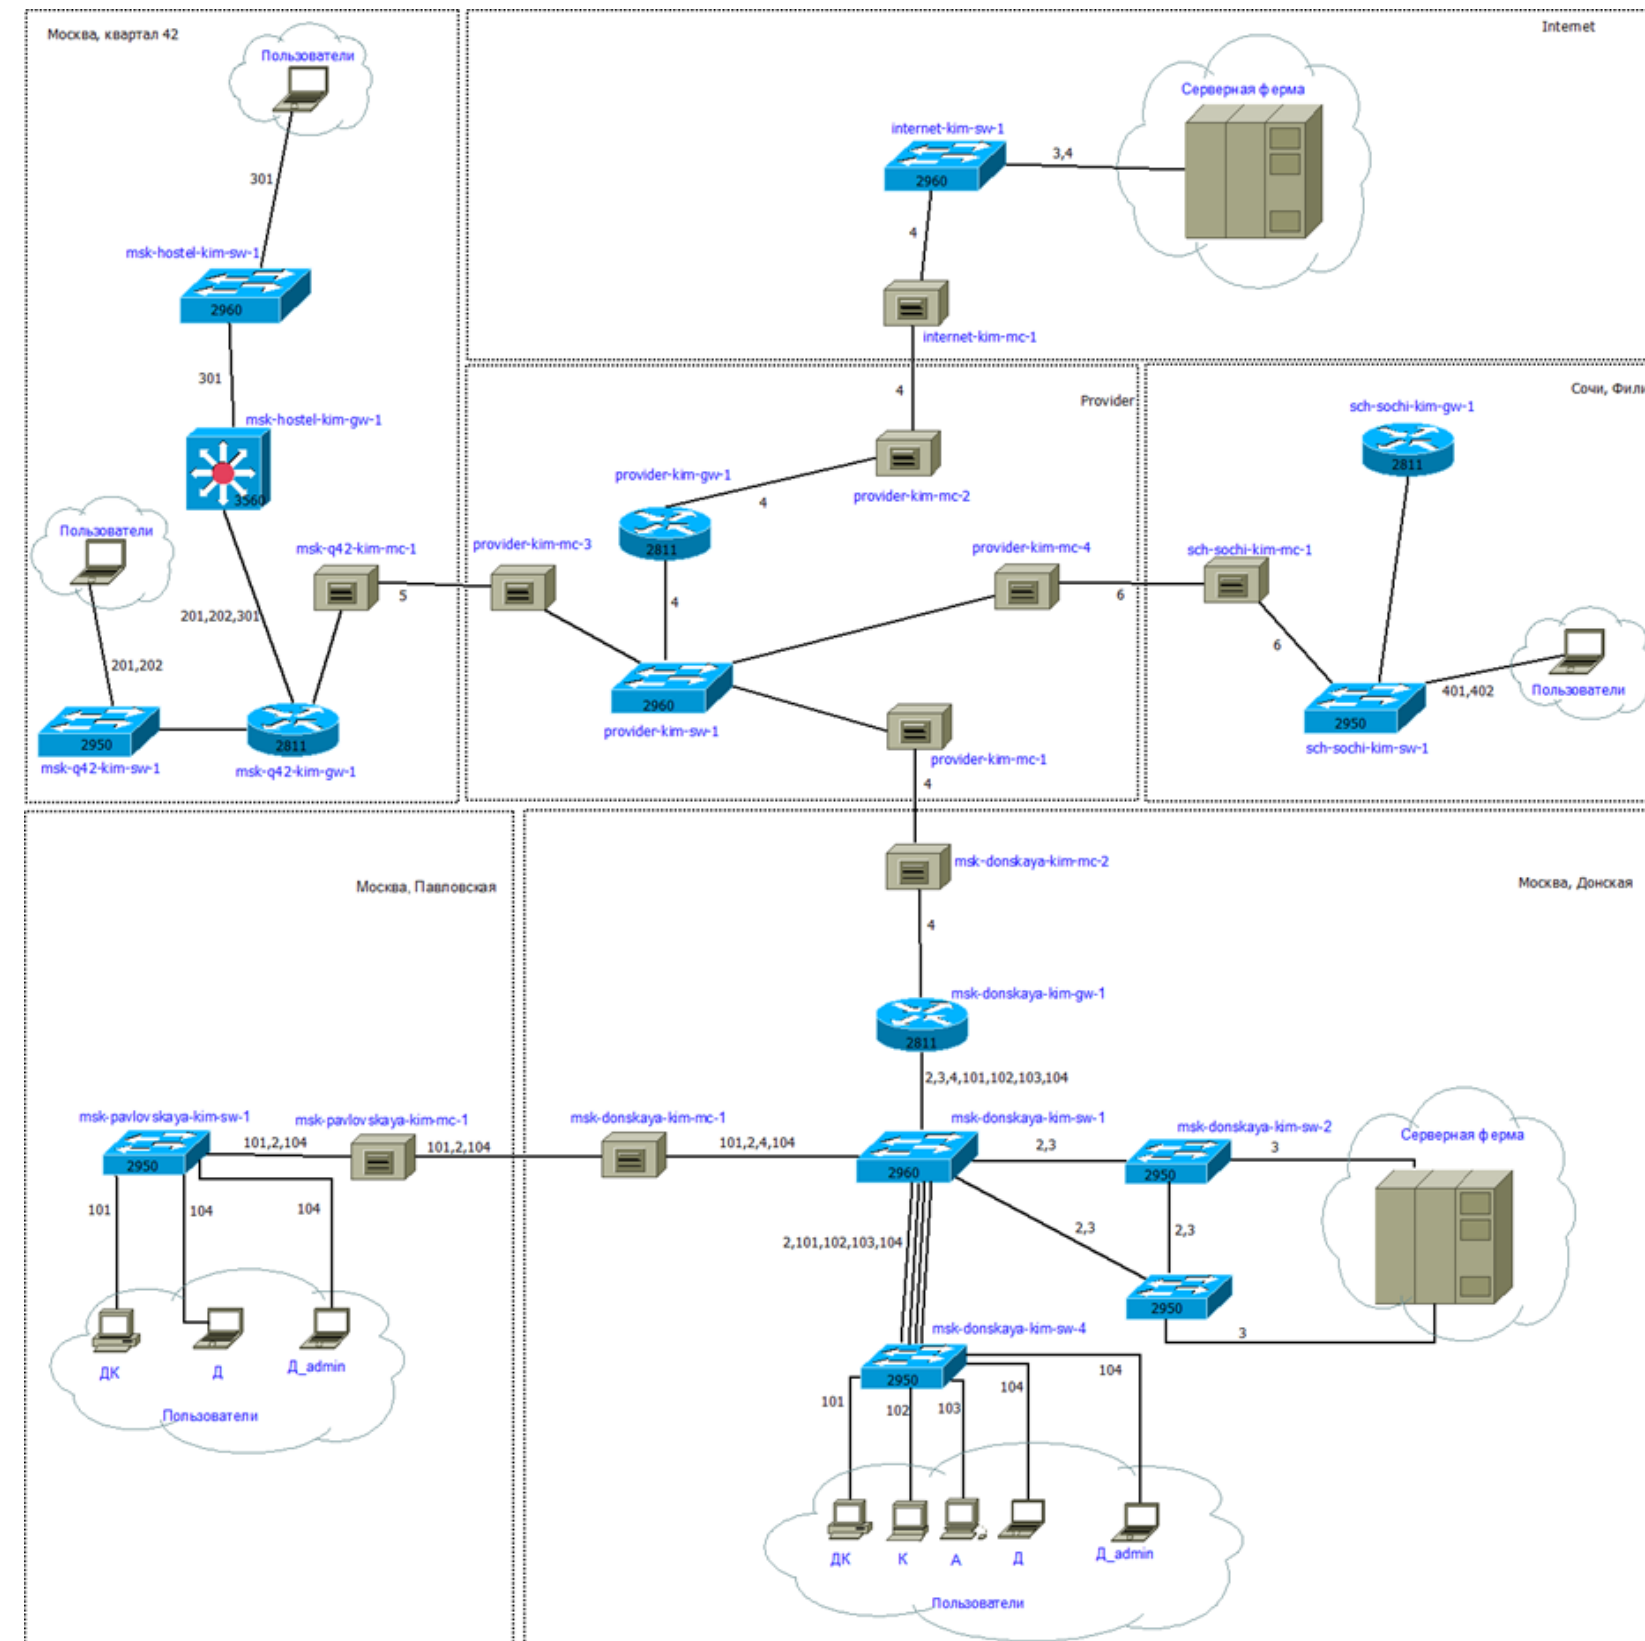 Москва, квартал 42
Пользователи
301
msk-hostel-kim-sw-1
2960
301
msk-hostel-kim-gw-1
3560
Пользователи
msk-q42-kim-mc-1
201,202,301
201,202
5
2950
msk-q42-kim-sw-1
2811
msk-q42-kim-gw-1
Internet
Серверная ферма
internet-kim-sw-1
3,4
2960
4
internet-kim-mc-1
4
Provider
provider-kim-gw-1
4
provider-kim-mc-2
2811
provider-kim-mc-3
provider-kim-mc-4
4
6
2960
provider-kim-sw-1
provider-kim-mc-1
4
Сочи,
sch-sochi-kim-gw-1
2811
sch-sochi-kim-mc-1
6
401,402
Пользователи
2950
sch-sochi-kim-sw-1
Москва, Павловская
msk-pavlovskaya-kim-sw-1
msk-pavlovskaya-kim-mc-1
101,2,104
101,2,104
2950
101
104
104
ДК
Д
Д_admin
Пользователи
Москва, Донская
msk-donskaya-kim-mc-2
4
msk-donskaya-kim-gw-1
2811
2,3,4,101,102,103,104
msk-donskaya-kim-mc-1
msk-donskaya-kim-sw-1
msk-donskaya-kim-sw-2
Серверная ферма
101,2,4,104
2,3
3
2960
2950
2,3
2,3
2,101,102,103,104
2950
3
msk-donskaya-kim-sw-4
2950
101
102
103
104
104
ДК
К
А
Д
Д_admin
Пользователи